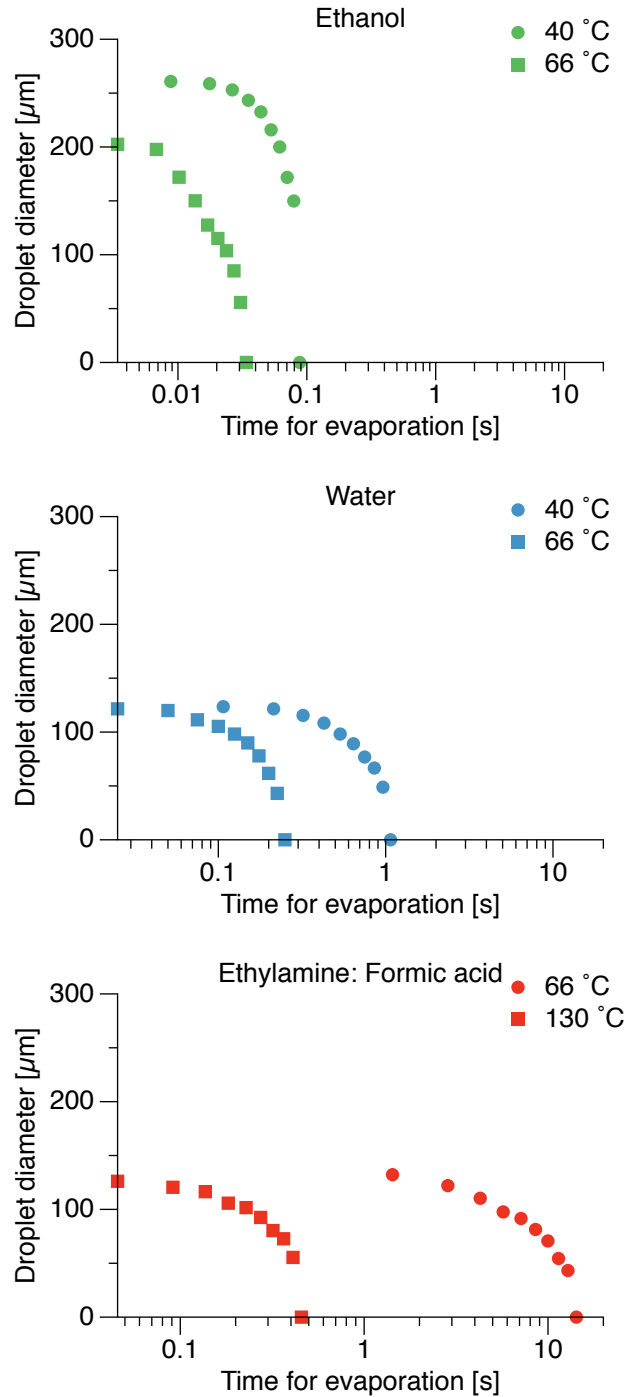 Ethanol
40 ˚C
66 ˚C
300
200
100
0
Droplet diameter [µm]
0.01
0.1
1
10
Time for evaporation [s]
Water
40 ˚C
66 ˚C
300
200
100
0
Droplet diameter [µm]
0.1
1
10
Time for evaporation [s]
Ethylamine: Formic acid
66 ˚C
130 ˚C
300
200
100
0
Droplet diameter [µm]
0.1
1
10
Time for evaporation [s]